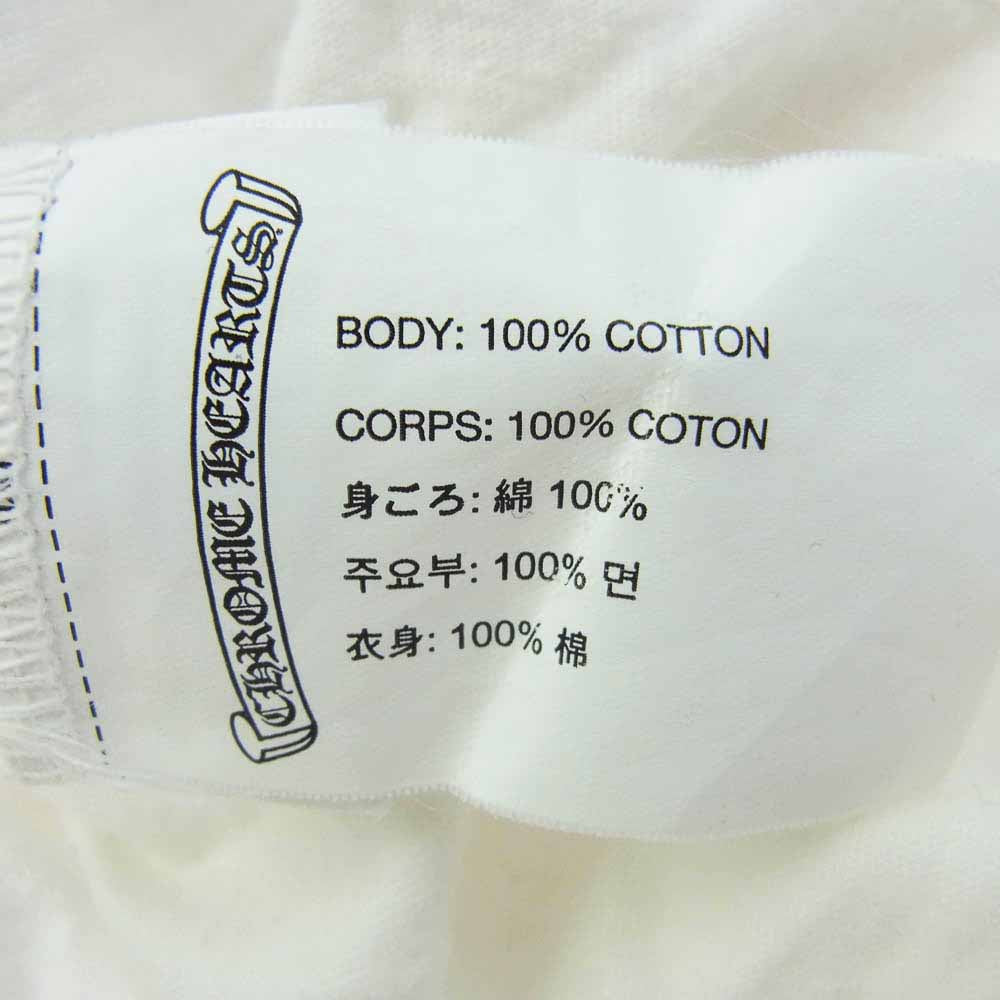 CHROME HEARTS
BODY: 100% COTTON
CORPS: 100% COTON
身ごろ: 綿 100%
주요부: 100% 면
衣身: 100% 棉